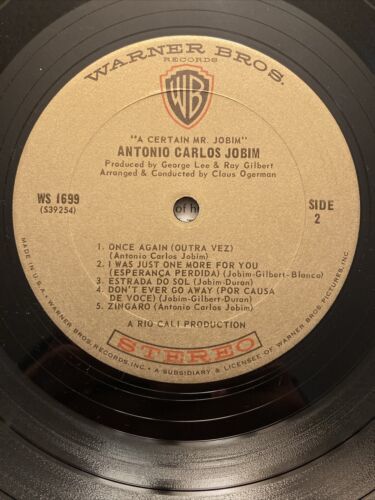 WARNER BROS.
RECORDS
WB
"A CERTAIN MR. JOBIM"
ANTONIO CARLOS JOBIM
Produced by George Lee & Ray Gilbert
Arranged & Conducted by Claus Ogerman
WS 1699
(S39254)
SIDE
2
of h
1. ONCE AGAIN (OUTRA VEZ)
(Antonio Carlos Jobim)
2. I WAS JUST ONE MORE FOR YOU
(ESPERANÇA PERDIDA) (Jobim-Gilbert-Blanco)
3. ESTRADA DO SOL (Jobim-Gilbert-Duran)
4. DON'T EVER GO AWAY (POR CAUSA
DE VOCE) (Jobim-Gilbert-Duran)
5. ZINGARO (Antonio Carlos Jobim)
A RIO CALI PRODUCTION
STEREO
MADE IN U.S.A. • WARNER BROS. RECORDS, INC. • A SUBSIDIARY & LICENSEE OF WARNER BROS. PICTURES, INC.